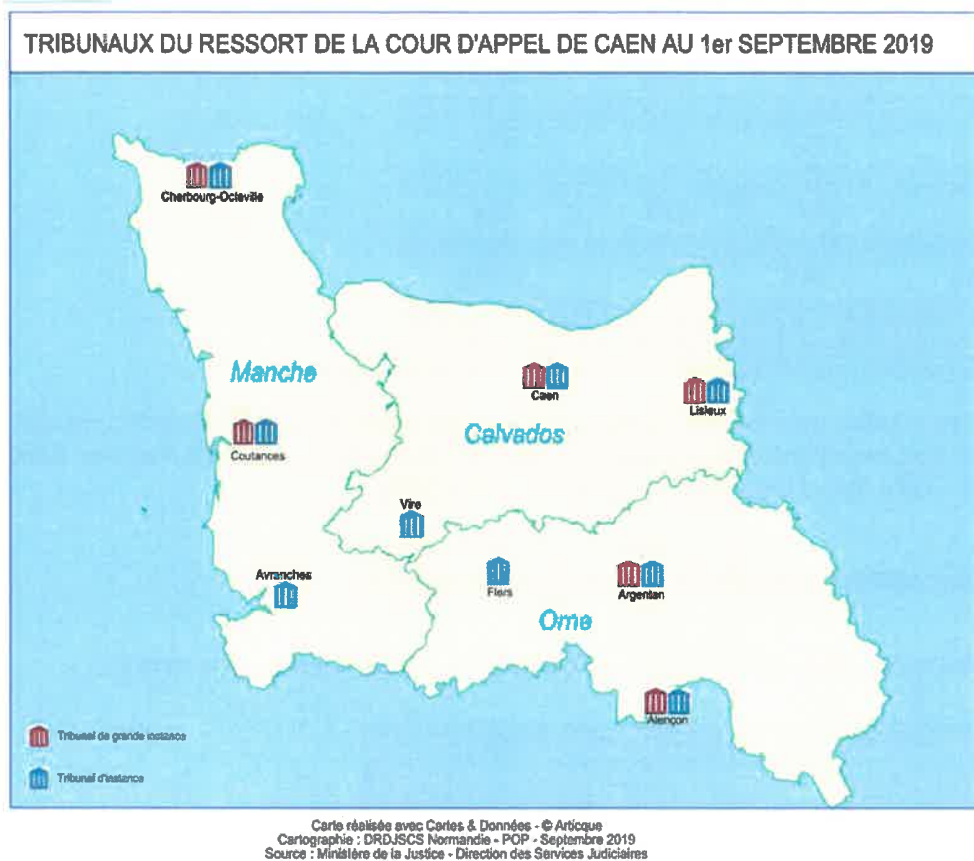 TRIBUNAUX DU RESSORT DE LA COUR D'APPEL DE CAEN AU 1er SEPTEMBRE 2019
Cherbourg-Octeville
Manche
Caen
Lisieux
Calvados
Coutances
Vire
Avranches
Flers
Argentan
Orne
Alençon
Tribunal de grande instance
Tribunal d'instance
Carte réalisée avec Cartes & Données - © Articque
Cartographie : DRDJSCS Normandie - POP - Septembre 2019
Source : Ministère de la Justice - Direction des Services Judiciaires